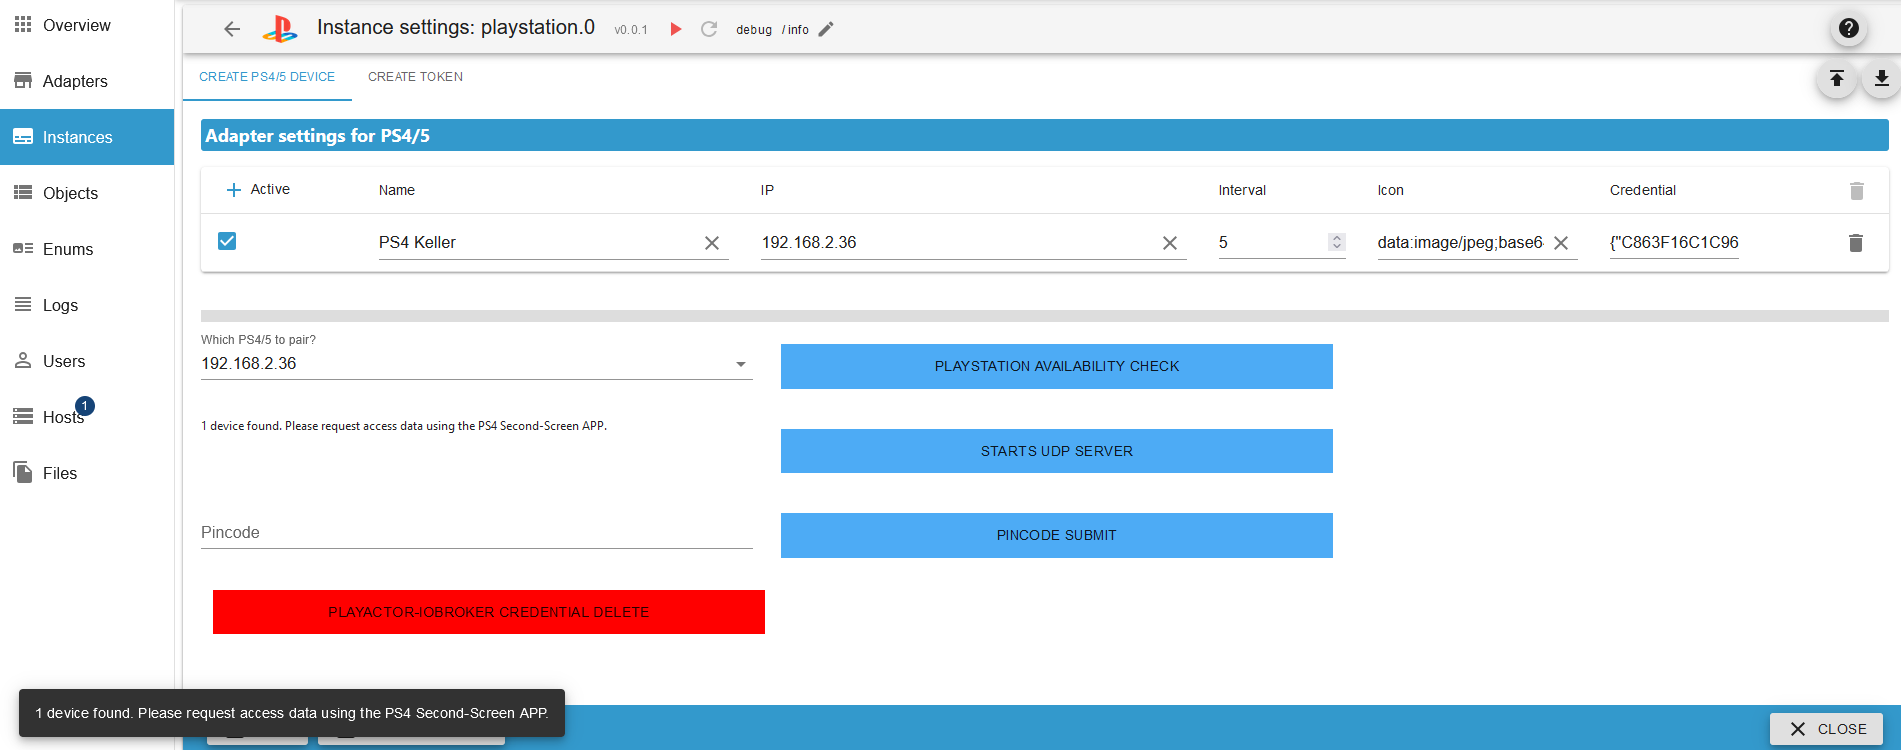 Overview
Adapters
Instances
Objects
Enums
Logs
Users
Hosts 1
Files
Instance settings: playstation.0 v0.0.1 debug / info
CREATE PS4/5 DEVICE CREATE TOKEN
Adapter settings for PS4/5
Active Name IP Interval Icon Credential
PS4 Keller 192.168.2.36 5 data:image/jpeg;base6 {"C863F16C1C96
Which PS4/5 to pair?
192.168.2.36
PLAYSTATION AVAILABILITY CHECK
1 device found. Please request access data using the PS4 Second-Screen APP.
STARTS UDP SERVER
Pincode
PINCODE SUBMIT
PLAYACTOR-IOBROKER CREDENTIAL DELETE
1 device found. Please request access data using the PS4 Second-Screen APP.
CLOSE